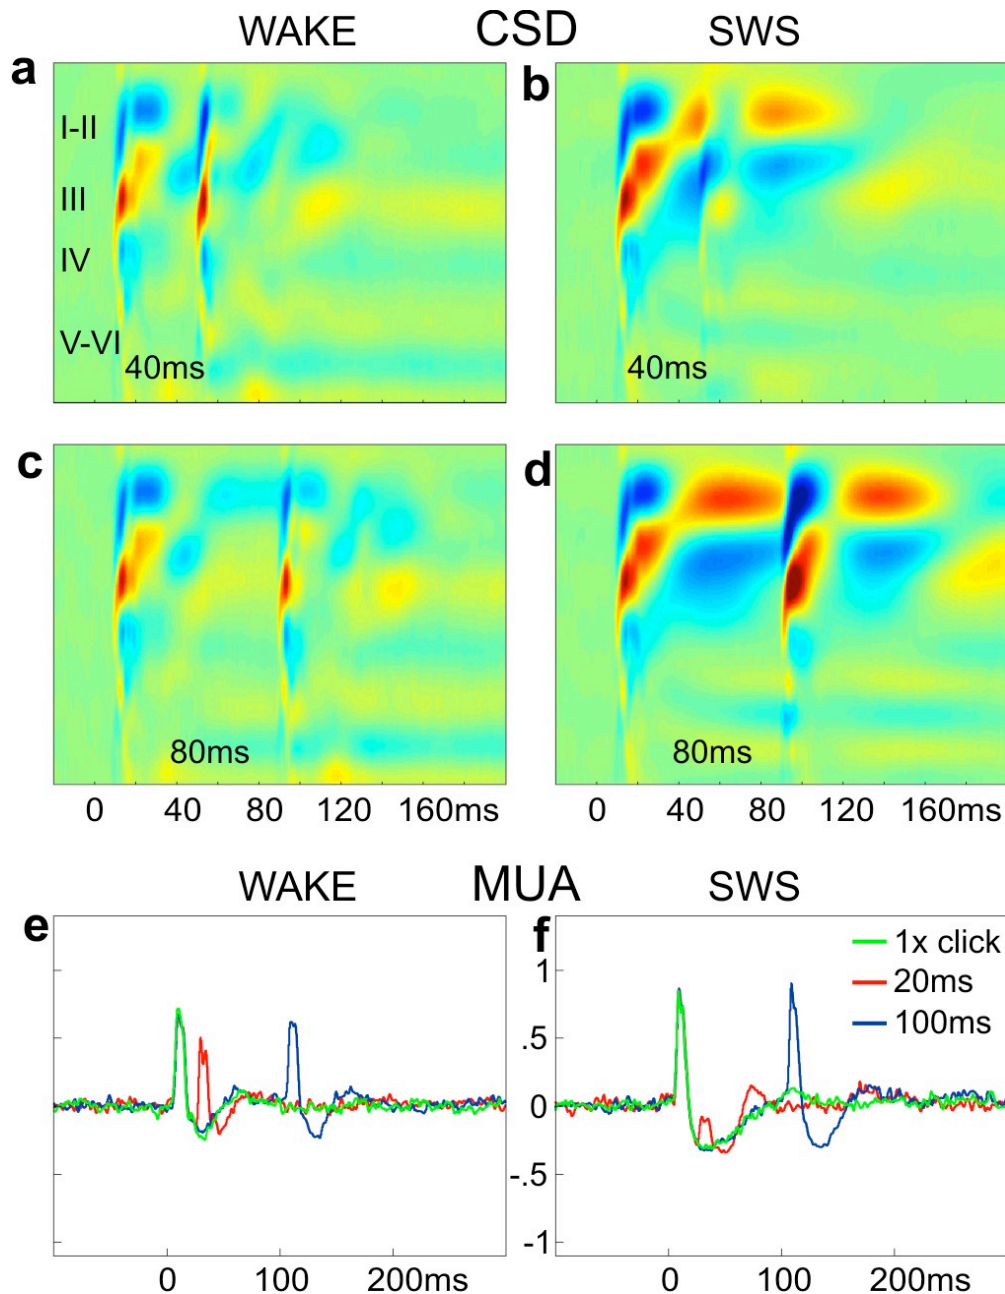 WAKE CSD SWS
a b
I-II
III
IV
V-VI
40ms 40ms
c d
80ms 80ms
0 40 80 120 160ms 0 40 80 120 160ms
WAKE MUA SWS
e f
1x click
20ms
100ms
1
.5
0
-.5
-1
0 100 200ms 0 100 200ms